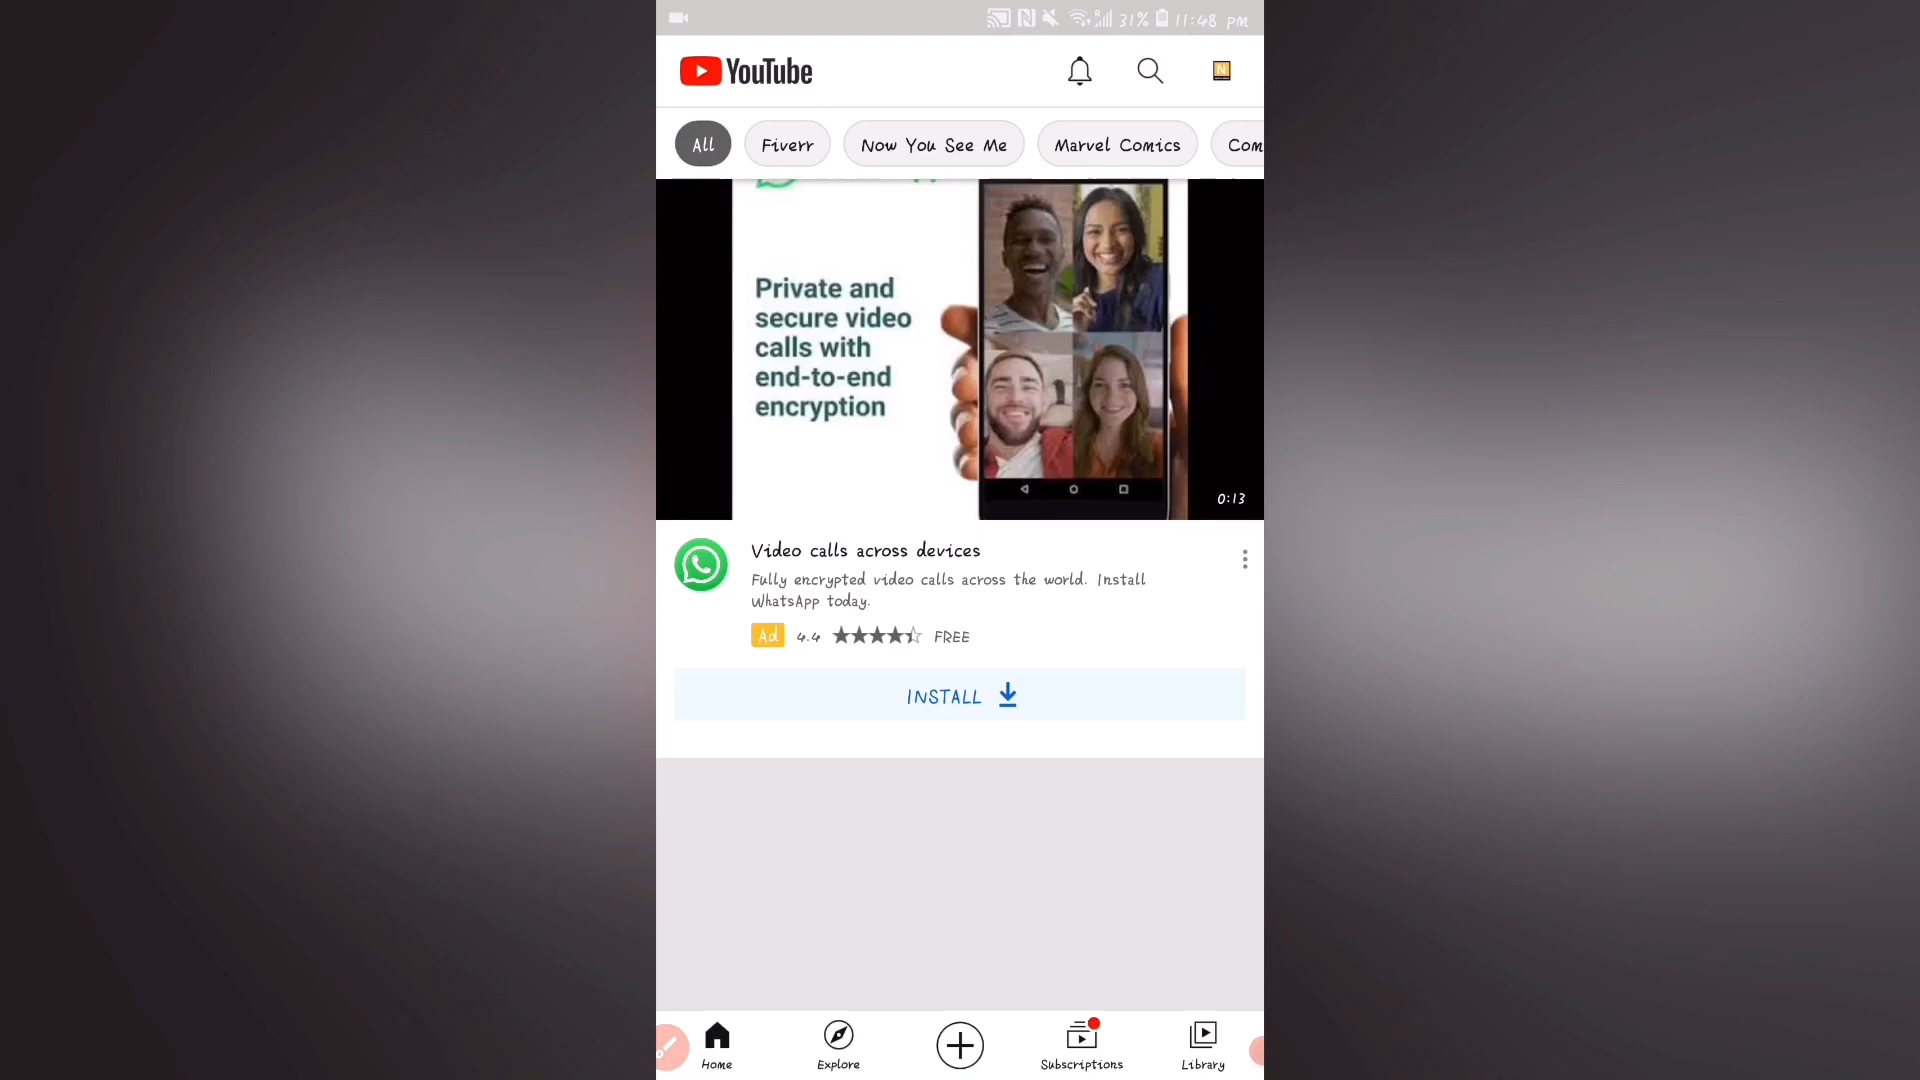 31% 11:48 pm
YouTube
N
All Fiverr Now You See Me Marvel Comics Com
Private and
secure video
calls with
end-to-end
encryption
0:13
Video calls across devices
Fully encrypted video calls across the world. Install
WhatsApp today.
Ad 4.4 FREE
INSTALL
Home Explore Subscriptions Library